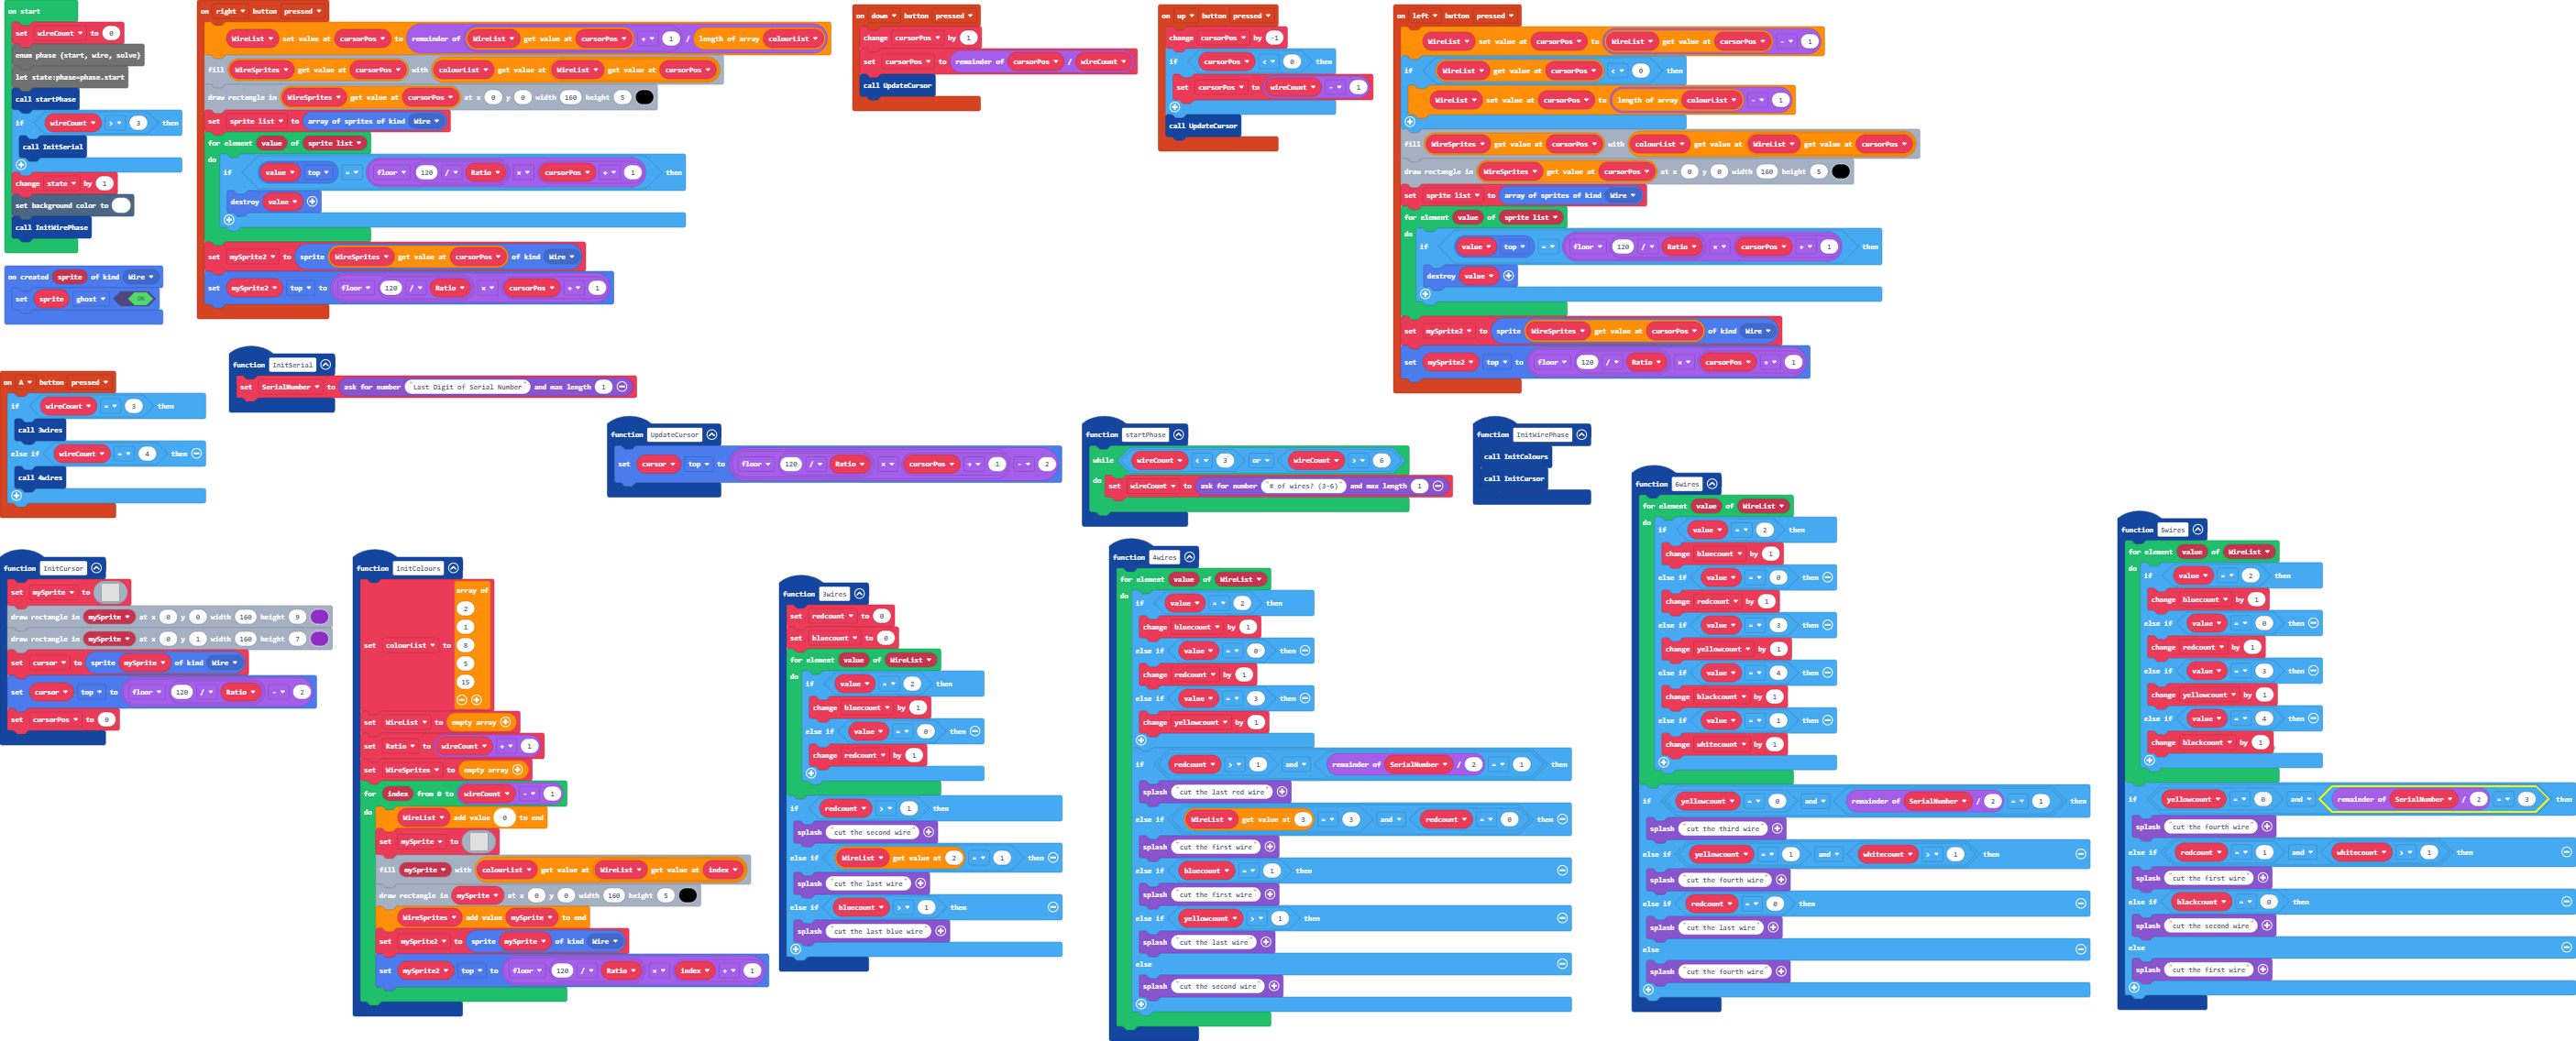 on start
set wireCount to 0
enum phase {start, wire, solve}
let state:phase=phase.start
call startPhase
if wireCount > 3 then
call InitSerial
change state by 1
set background color to
call InitWirePhase
on created sprite of kind Wire
set sprite ghost ON
on right button pressed
WireList set value at cursorPos to remainder of WireList get value at cursorPos + 1 / length of array colourList
fill WireSprites get value at cursorPos with colourList get value at WireList get value at cursorPos
draw rectangle in WireSprites get value at cursorPos at x 0 y 0 width 160 height 5
set sprite list to array of sprites of kind Wire
for element value of sprite list
do
if value top = floor 120 / Ratio × cursorPos + 1 then
destroy value
set mySprite2 to sprite WireSprites get value at cursorPos of kind Wire
set mySprite2 top to floor 120 / Ratio × cursorPos + 1
on down button pressed
change cursorPos by 1
set cursorPos to remainder of cursorPos / wireCount
call UpdateCursor
on up button pressed
change cursorPos by -1
if cursorPos < 0 then
set cursorPos to wireCount - 1
call UpdateCursor
on left button pressed
WireList set value at cursorPos to WireList get value at cursorPos - 1
if WireList get value at cursorPos < 0 then
WireList set value at cursorPos to length of array colourList - 1
fill WireSprites get value at cursorPos with colourList get value at WireList get value at cursorPos
draw rectangle in WireSprites get value at cursorPos at x 0 y 0 width 160 height 5
set sprite list to array of sprites of kind Wire
for element value of sprite list
do
if value top = floor 120 / Ratio × cursorPos + 1 then
destroy value
set mySprite2 to sprite WireSprites get value at cursorPos of kind Wire
set mySprite2 top to floor 120 / Ratio × cursorPos + 1
on A button pressed
if wireCount = 3 then
call 3wires
else if wireCount = 4 then
call 4wires
function InitSerial
set SerialNumber to ask for number "Last Digit of Serial Number" and max length 1
function UpdateCursor
set cursor top to floor 120 / Ratio × cursorPos + 1 - 2
function startPhase
while wireCount < 3 or wireCount > 6
do set wireCount to ask for number "# of wires? (3-6)" and max length 1
function InitWirePhase
call InitColours
call InitCursor
function InitCursor
set mySprite to
draw rectangle in mySprite at x 0 y 0 width 160 height 9
draw rectangle in mySprite at x 0 y 1 width 160 height 7
set cursor to sprite mySprite of kind Wire
set cursor top to floor 120 / Ratio - 2
set cursorPos to 0
function InitColours
set colourList to array of
2
1
8
5
15
set WireList to empty array
set Ratio to wireCount + 1
set WireSprites to empty array
for index from 0 to wireCount - 1
do
WireList add value 0 to end
set mySprite to
fill mySprite with colourList get value at WireList get value at index
draw rectangle in mySprite at x 0 y 0 width 160 height 5
WireSprites add value mySprite to end
set mySprite2 to sprite mySprite of kind Wire
set mySprite2 top to floor 120 / Ratio × index + 1
function 3wires
set redcount to 0
set bluecount to 0
for element value of WireList
do
if value = 2 then
change bluecount by 1
else if value = 0 then
change redcount by 1
if redcount > 1 then
splash "cut the second wire"
else if WireList get value at 2 = 1 then
splash "cut the last wire"
else if bluecount > 1 then
splash "cut the last blue wire"
function 4wires
for element value of WireList
do
if value = 2 then
change bluecount by 1
else if value = 0 then
change redcount by 1
else if value = 3 then
change yellowcount by 1
if redcount > 1 and remainder of SerialNumber / 2 = 1 then
splash "cut the last red wire"
else if WireList get value at 3 = 3 and redcount = 0 then
splash "cut the first wire"
else if bluecount = 1 then
splash "cut the first wire"
else if yellowcount > 1 then
splash "cut the last wire"
else
splash "cut the second wire"
function 6wires
for element value of WireList
do
if value = 2 then
change bluecount by 1
else if value = 0 then
change redcount by 1
else if value = 3 then
change yellowcount by 1
else if value = 4 then
change blackcount by 1
else if value = 1 then
change whitecount by 1
if yellowcount = 0 and remainder of SerialNumber / 2 = 1 then
splash "cut the third wire"
else if yellowcount = 1 and whitecount > 1 then
splash "cut the fourth wire"
else if redcount = 0 then
splash "cut the last wire"
else
splash "cut the fourth wire"
function 5wires
for element value of WireList
do
if value = 2 then
change bluecount by 1
else if value = 0 then
change redcount by 1
else if value = 3 then
change yellowcount by 1
else if value = 4 then
change blackcount by 1
if yellowcount = 0 and remainder of SerialNumber / 2 = 3 then
splash "cut the fourth wire"
else if redcount = 1 and whitecount > 1 then
splash "cut the first wire"
else if blackcount = 0 then
splash "cut the second wire"
else
splash "cut the first wire"